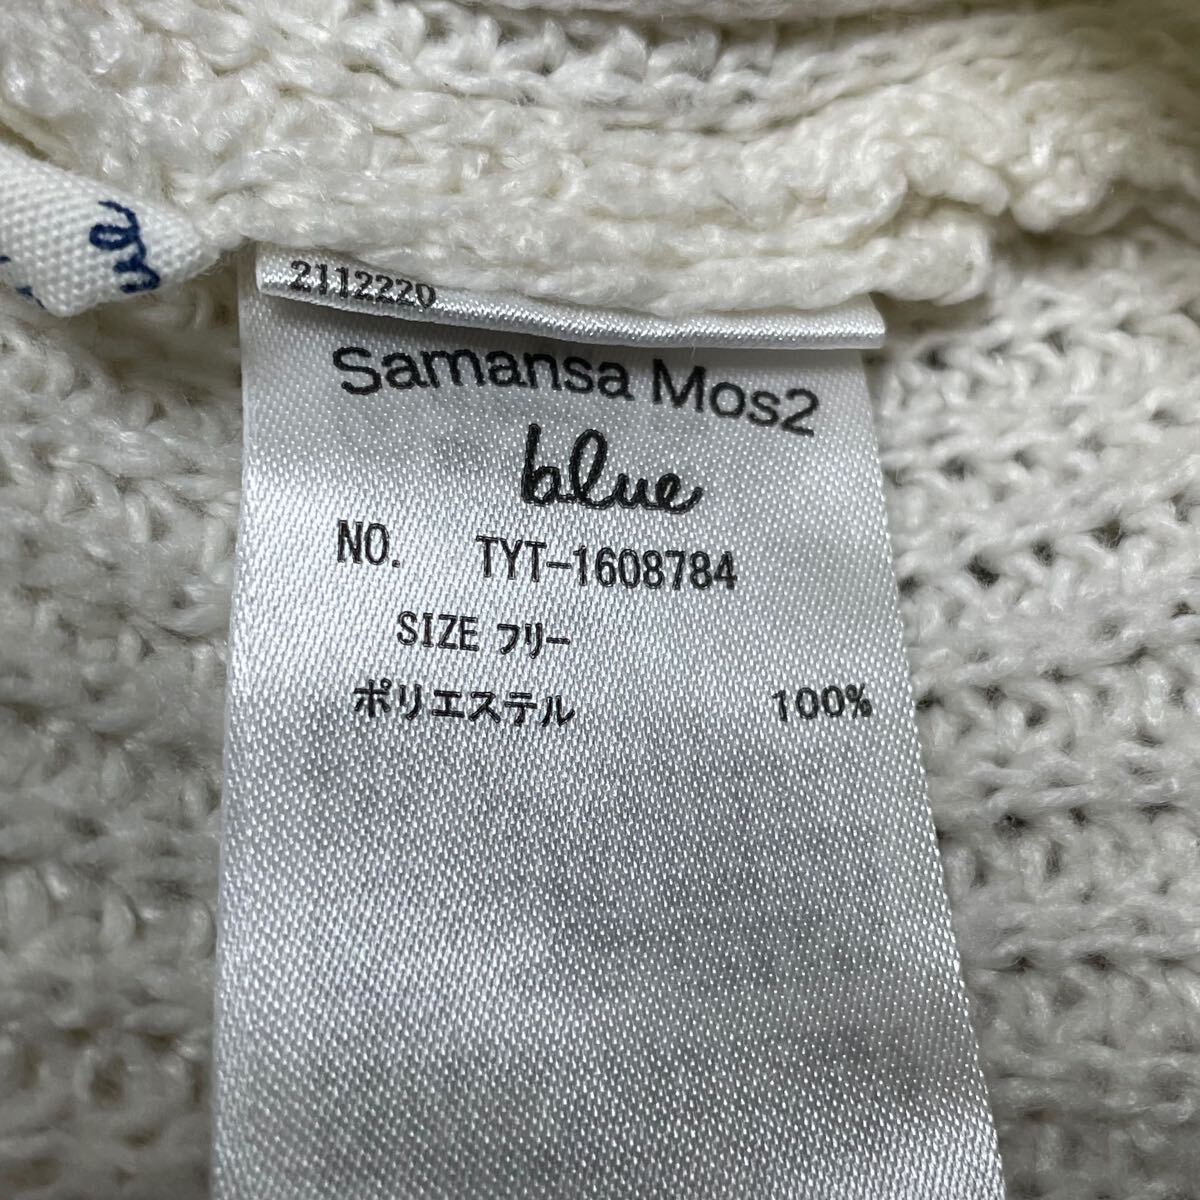 2112220
Samansa Mos2
blue
NO. TYT-1608784
SIZE フリー
ポリエステル 100%